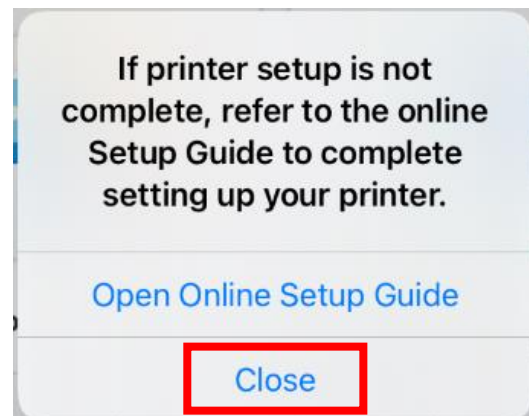 If printer setup is not
complete, refer to the online
Setup Guide to complete
setting up your printer.
Open Online Setup Guide
Close